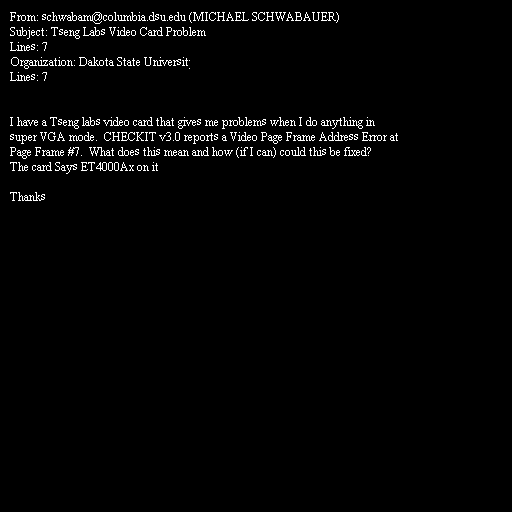 From: schwabam@columbia.dsu.edu (MICHAEL SCHWABAUER)
Subject: Tseng Labs Video Card Problem
Lines: 7
Organization: Dakota State Universit
Lines: 7
I have a Tseng labs video card that gives me problems when I do anything in
super VGA mode.  CHECKIT v3.0 reports a Video Page Frame Address Error at
Page Frame #7.  What does this mean and how (if I can) could this be fixed?
The card Says ET4000Ax on it
Thanks